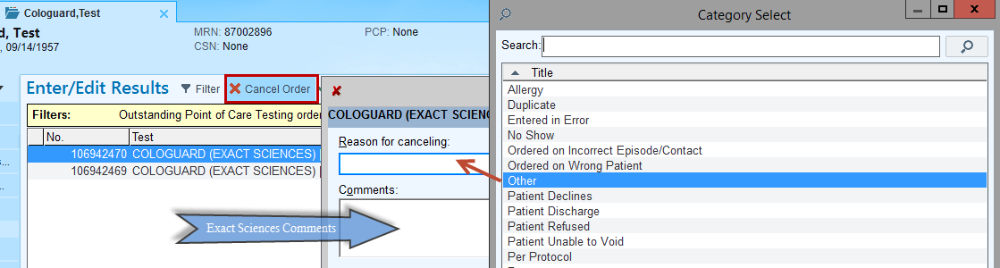 Cologuard,Test
d, Test
, 09/14/1957
MRN: 87002896
CSN: None
PCP: None
Enter/Edit Results
Filter
Cancel Order
Filters: Outstanding Point of Care Testing order
No. Test
106942470 COLOGUARD (EXACT SCIENCES) [
106942469 COLOGUARD (EXACT SCIENCES) [
s...
..
COLOGUARD (EXACT SCIENC
Reason for canceling:
Comments:
Exact Sciences Comments
Category Select
Search:
Title
Allergy
Duplicate
Entered in Error
No Show
Ordered on Incorrect Episode/Contact
Ordered on Wrong Patient
Other
Patient Declines
Patient Discharge
Patient Refused
Patient Unable to Void
Per Protocol